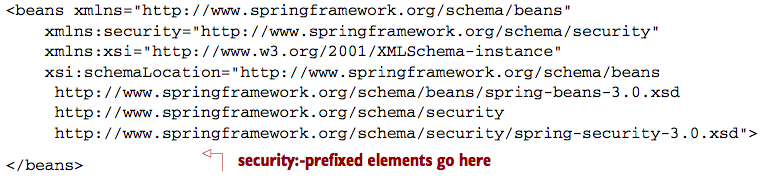 <beans xmlns="http://www.springframework.org/schema/beans"
xmlns:security="http://www.springframework.org/schema/security"
xmlns:xsi="http://www.w3.org/2001/XMLSchema-instance"
xsi:schemaLocation="http://www.springframework.org/schema/beans
http://www.springframework.org/schema/beans/spring-beans-3.0.xsd
http://www.springframework.org/schema/security
http://www.springframework.org/schema/security/spring-security-3.0.xsd">
security:-prefixed elements go here
</beans>